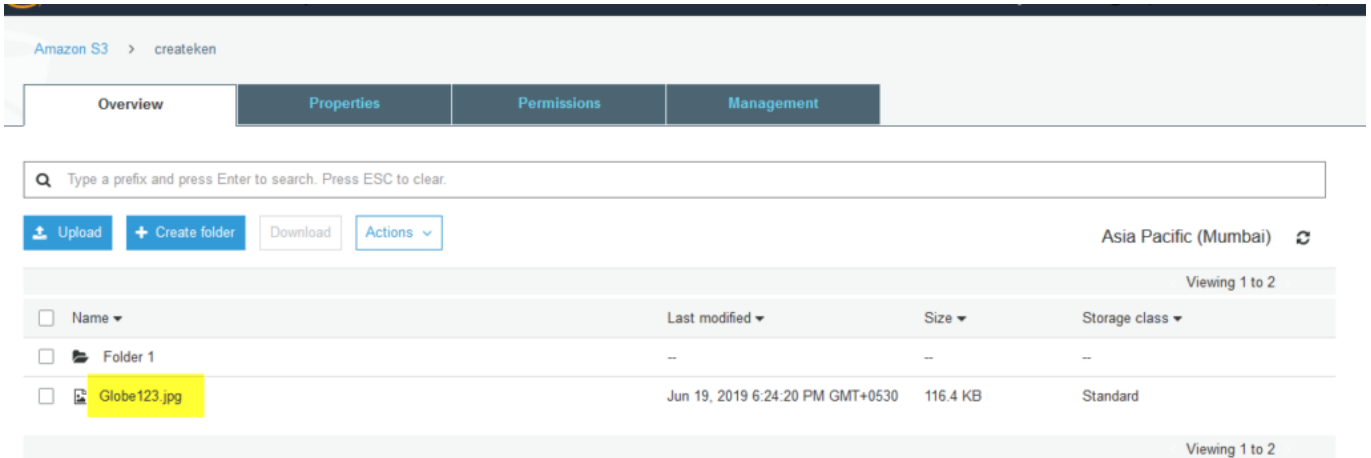 Amazon S3 > createken
Overview Properties Permissions Management
Type a prefix and press Enter to search. Press ESC to clear.
Upload + Create folder Download Actions
Asia Pacific (Mumbai)
Viewing 1 to 2
Name Last modified Size Storage class
Folder 1 -- -- --
Globe123.jpg Jun 19, 2019 6:24:20 PM GMT+0530 116.4 KB Standard
Viewing 1 to 2